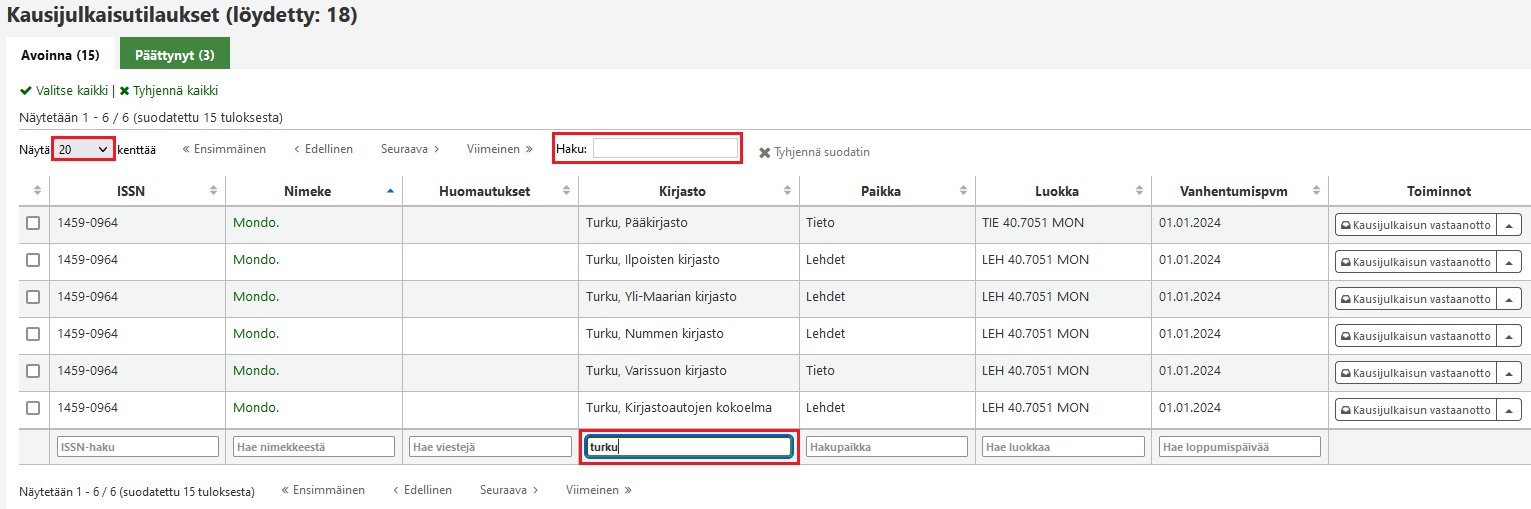 Kausijulkaisutilaukset (löydetty: 18)
Avoinna (15) Päättynyt (3)
Valitse kaikki | Tyhjennä kaikki
Näytetään 1 - 6 / 6 (suodatettu 15 tuloksesta)
Näytä 20 kenttää Ensimmäinen Edellinen Seuraava Viimeinen Haku: Tyhjennä suodatin
ISSN Nimeke Huomautukset Kirjasto Paikka Luokka Vanhentumispvm Toiminnot
1459-0964 Mondo. Turku, Pääkirjasto Tieto TIE 40.7051 MON 01.01.2024 Kausijulkaisun vastaanotto
1459-0964 Mondo. Turku, Ilpoisten kirjasto Lehdet LEH 40.7051 MON 01.01.2024 Kausijulkaisun vastaanotto
1459-0964 Mondo. Turku, Yli-Maarian kirjasto Lehdet LEH 40.7051 MON 01.01.2024 Kausijulkaisun vastaanotto
1459-0964 Mondo. Turku, Nummen kirjasto Lehdet LEH 40.7051 MON 01.01.2024 Kausijulkaisun vastaanotto
1459-0964 Mondo. Turku, Varissuon kirjasto Tieto LEH 40.7051 MON 01.01.2024 Kausijulkaisun vastaanotto
1459-0964 Mondo. Turku, Kirjastoautojen kokoelma Lehdet LEH 40.7051 MON 01.01.2024 Kausijulkaisun vastaanotto
ISSN-haku Hae nimekkeestä Hae viestejä turku Hakupaikka Hae luokkaa Hae loppumispäivää
Näytetään 1 - 6 / 6 (suodatettu 15 tuloksesta) Ensimmäinen Edellinen Seuraava Viimeinen